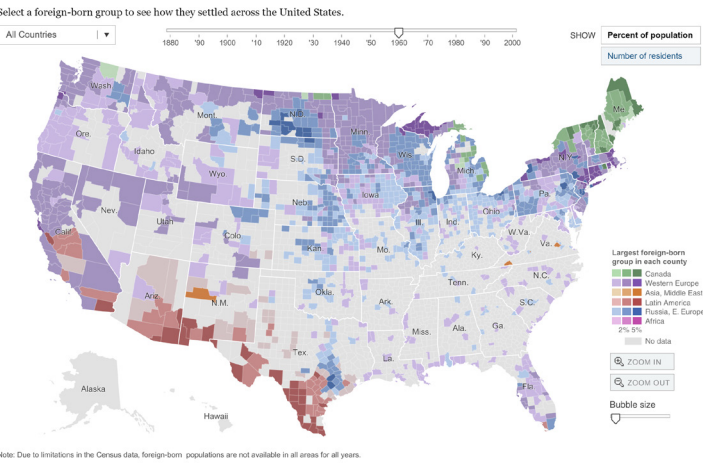 Select a foreign-born group to see how they settled across the United States.
All Countries
1880 '90 1900 '10 1920 '30 1940 '50 1960 '70 1980 '90 2000
SHOW
Percent of population
Number of residents
Wash.
Mont.
N.D.
Minn.
Me.
Ore.
Idaho
S.D.
Wis.
Mich.
N.Y.
Wyo.
Iowa
Pa.
Nev.
Utah
Neb.
Ill.
Ind.
Ohio
Calif.
Colo.
Kan.
Mo.
W.Va.
Va.
Ky.
Ariz.
N.M.
Okla.
Ark.
Tenn.
N.C.
S.C.
Tex.
La.
Miss.
Ala.
Ga.
Fla.
Alaska
Hawaii
Largest foreign-born
group in each county
Canada
Western Europe
Asia, Middle East
Latin America
Russia, E. Europe
Africa
2% 5%
No data
ZOOM IN
ZOOM OUT
Bubble size
Note: Due to limitations in the Census data, foreign-born populations are not available in all areas for all years.